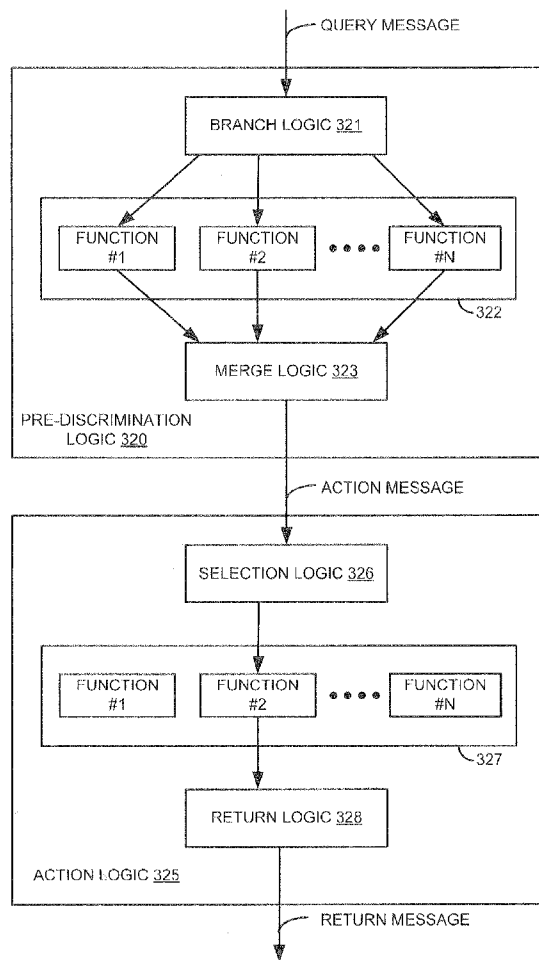 QUERY MESSAGE
BRANCH LOGIC 321
FUNCTION
#1
FUNCTION
#2
FUNCTION
#N
322
MERGE LOGIC 323
PRE-DISCRIMINATION
LOGIC 320
ACTION MESSAGE
SELECTION LOGIC 326
FUNCTION
#1
FUNCTION
#2
FUNCTION
#N
327
RETURN LOGIC 328
ACTION LOGIC 325
RETURN MESSAGE